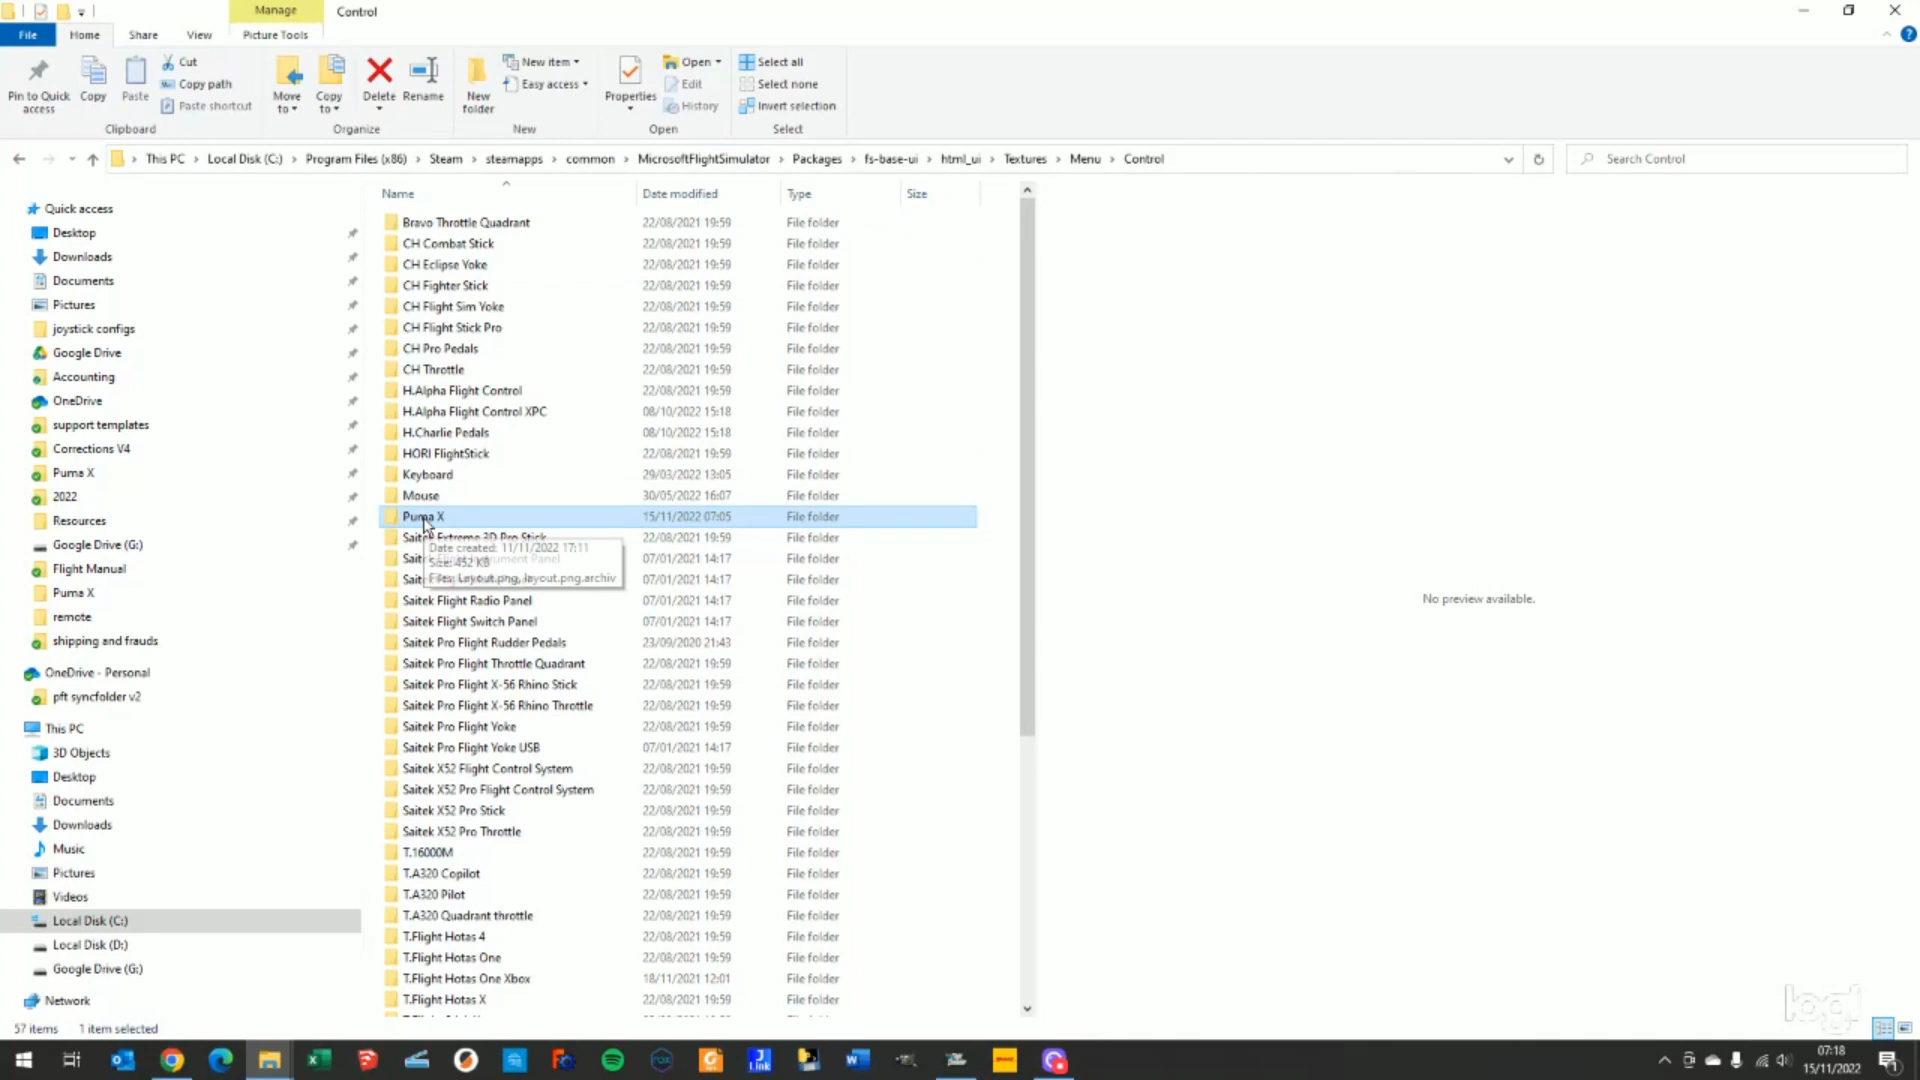 Manage
Control
File
Home
Share
View
Picture Tools
Pin to Quick access
Copy
Paste
Cut
Copy path
Paste shortcut
Clipboard
Move to
Copy to
Delete
Rename
Organize
New folder
New item
Easy access
New
Properties
Open
Edit
History
Open
Select all
Select none
Invert selection
Select
This PC > Local Disk (C:) > Program Files (x86) > Steam > steamapps > common > MicrosoftFlightSimulator > Packages > fs-base-ui > html_ui > Textures > Menu > Control
Search Control
Quick access
Desktop
Downloads
Documents
Pictures
joystick configs
Google Drive
Accounting
OneDrive
support templates
Corrections V4
Puma X
2022
Resources
Google Drive (G:)
Flight Manual
Puma X
remote
shipping and frauds
OneDrive - Personal
pft syncfolder v2
This PC
3D Objects
Desktop
Documents
Downloads
Music
Pictures
Videos
Local Disk (C:)
Local Disk (D:)
Google Drive (G:)
Network
Name Date modified Type Size
Bravo Throttle Quadrant 22/08/2021 19:59 File folder
CH Combat Stick 22/08/2021 19:59 File folder
CH Eclipse Yoke 22/08/2021 19:59 File folder
CH Fighter Stick 22/08/2021 19:59 File folder
CH Flight Sim Yoke 22/08/2021 19:59 File folder
CH Flight Stick Pro 22/08/2021 19:59 File folder
CH Pro Pedals 22/08/2021 19:59 File folder
CH Throttle 22/08/2021 19:59 File folder
H.Alpha Flight Control 22/08/2021 19:59 File folder
H.Alpha Flight Control XPC 08/10/2022 15:18 File folder
H.Charlie Pedals 08/10/2022 15:18 File folder
HORI FlightStick 22/08/2021 19:59 File folder
Keyboard 29/03/2022 13:05 File folder
Mouse 30/05/2022 16:07 File folder
Puma X 15/11/2022 07:05 File folder
Saitek Extreme 3D Pro Stick 22/08/2021 19:59 File folder
Date created: 11/11/2022 17:11
Saitek Flight Instrument Panel 07/01/2021 14:17 File folder
Size: 452 KB
Files: Layout.png, layout.png.archiv
07/01/2021 14:17 File folder
Saitek Flight Radio Panel 07/01/2021 14:17 File folder
Saitek Flight Switch Panel 07/01/2021 14:17 File folder
Saitek Pro Flight Rudder Pedals 23/09/2020 21:43 File folder
Saitek Pro Flight Throttle Quadrant 22/08/2021 19:59 File folder
Saitek Pro Flight X-56 Rhino Stick 22/08/2021 19:59 File folder
Saitek Pro Flight X-56 Rhino Throttle 22/08/2021 19:59 File folder
Saitek Pro Flight Yoke 22/08/2021 19:59 File folder
Saitek Pro Flight Yoke USB 07/01/2021 14:17 File folder
Saitek X52 Flight Control System 22/08/2021 19:59 File folder
Saitek X52 Pro Flight Control System 22/08/2021 19:59 File folder
Saitek X52 Pro Stick 22/08/2021 19:59 File folder
Saitek X52 Pro Throttle 22/08/2021 19:59 File folder
T.16000M 22/08/2021 19:59 File folder
T.A320 Copilot 22/08/2021 19:59 File folder
T.A320 Pilot 22/08/2021 19:59 File folder
T.A320 Quadrant throttle 22/08/2021 19:59 File folder
T.Flight Hotas 4 22/08/2021 19:59 File folder
T.Flight Hotas One 22/08/2021 19:59 File folder
T.Flight Hotas One Xbox 18/11/2021 12:01 File folder
T.Flight Hotas X 22/08/2021 19:59 File folder
No preview available.
logi
57 items 1 item selected
07:18
15/11/2022